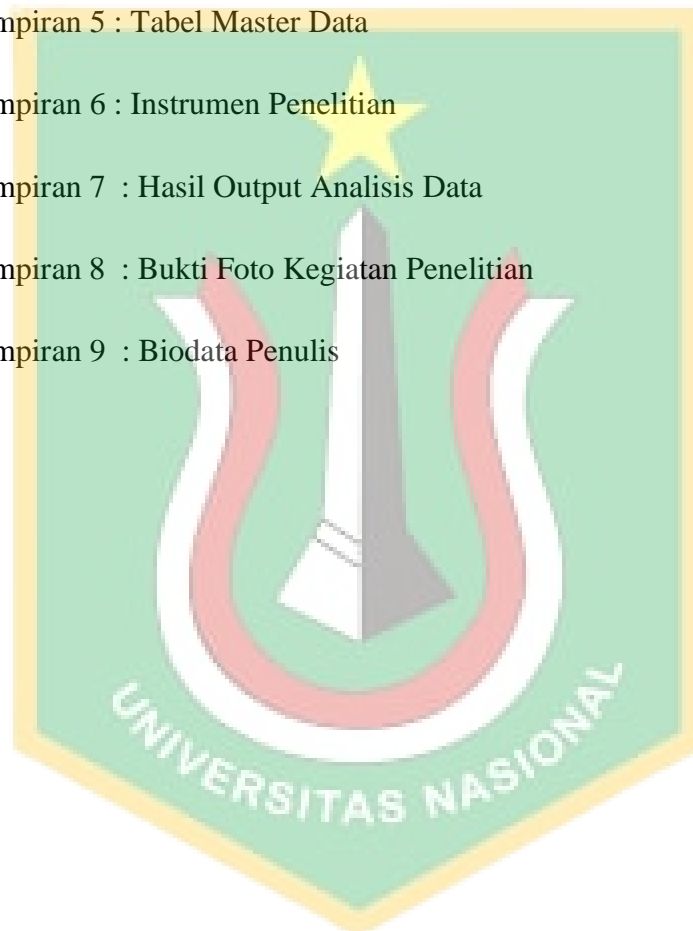 mpiran 5 : Tabel Master Data
mpiran 6 : Instrumen Penelitian
mpiran 7 : Hasil Output Analisis Data
mpiran 8 : Bukti Foto Kegiatan Penelitian
mpiran 9 : Biodata Penulis
UNIVERSITAS NASIONAL